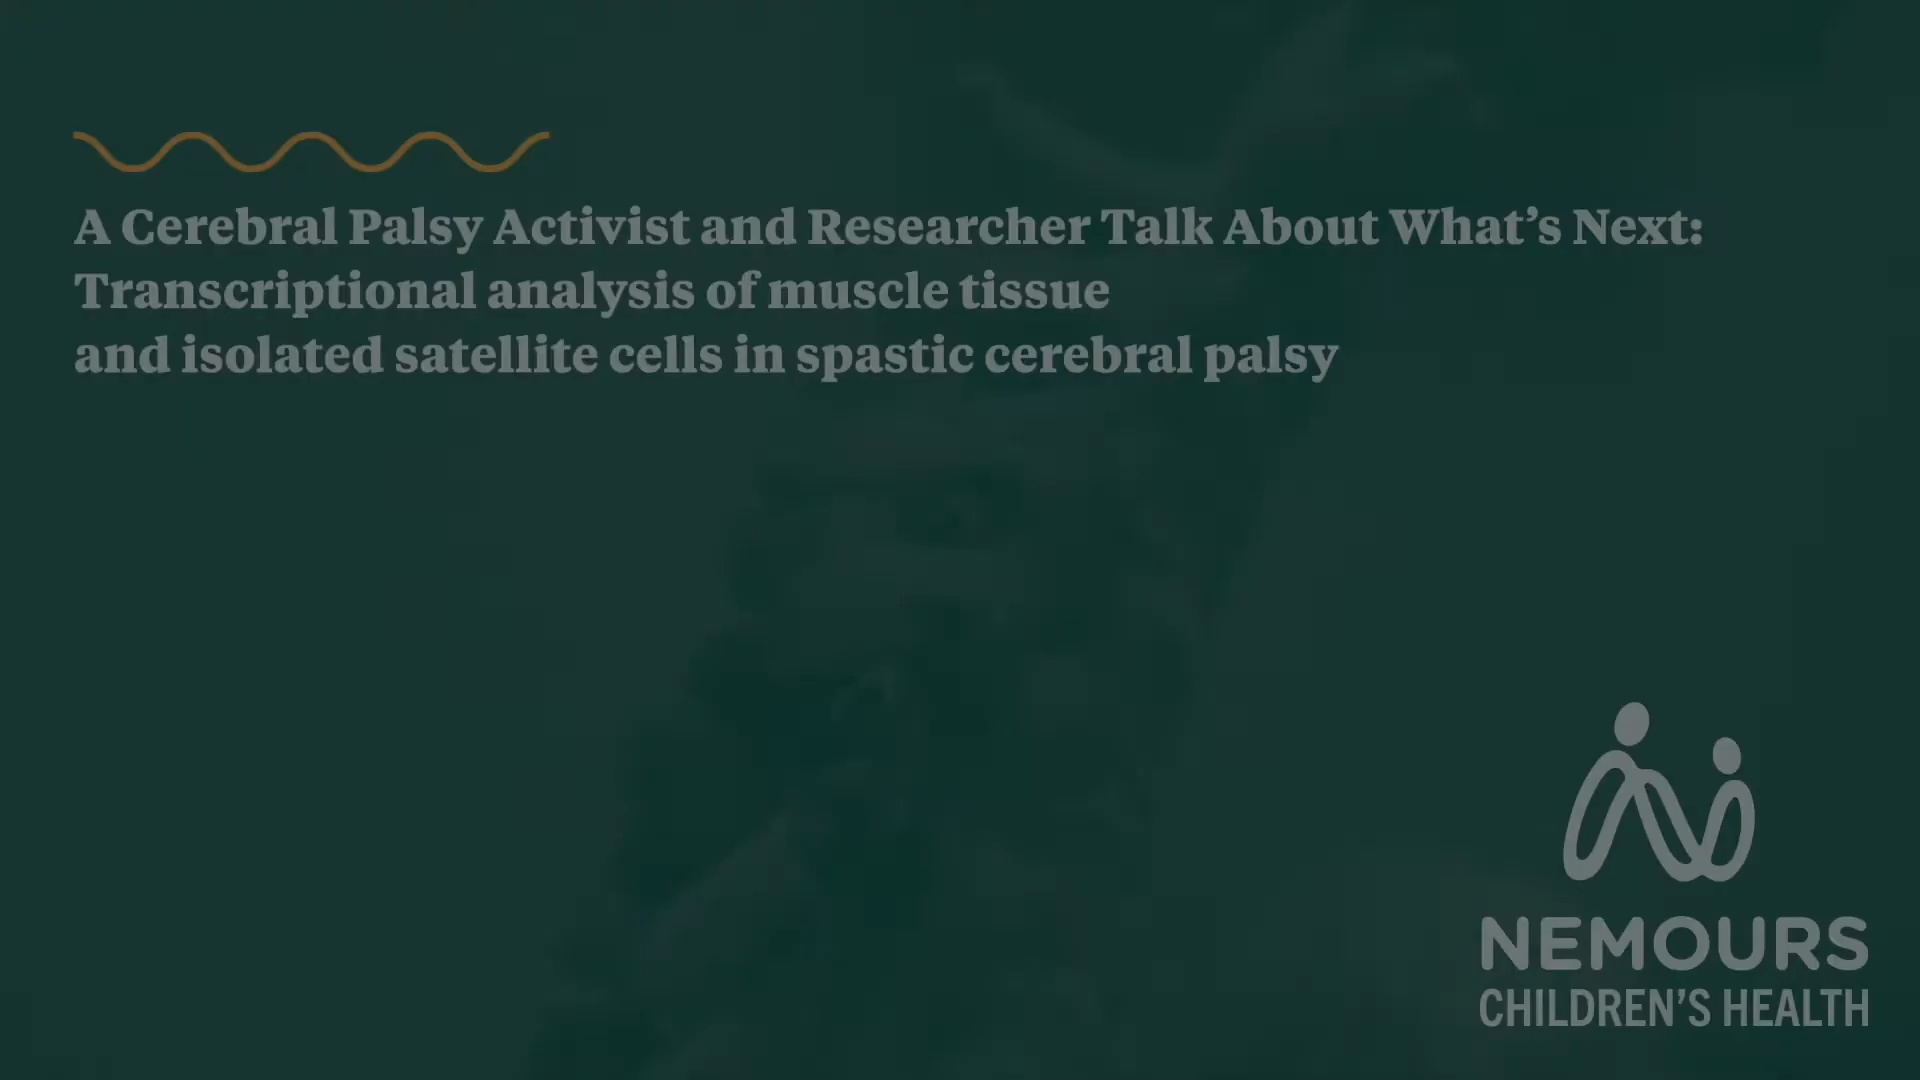 A Cerebral Palsy Activist and Researcher Talk About What’s Next:
Transcriptional analysis of muscle tissue
and isolated satellite cells in spastic cerebral palsy
NEMOURS
CHILDREN’S HEALTH